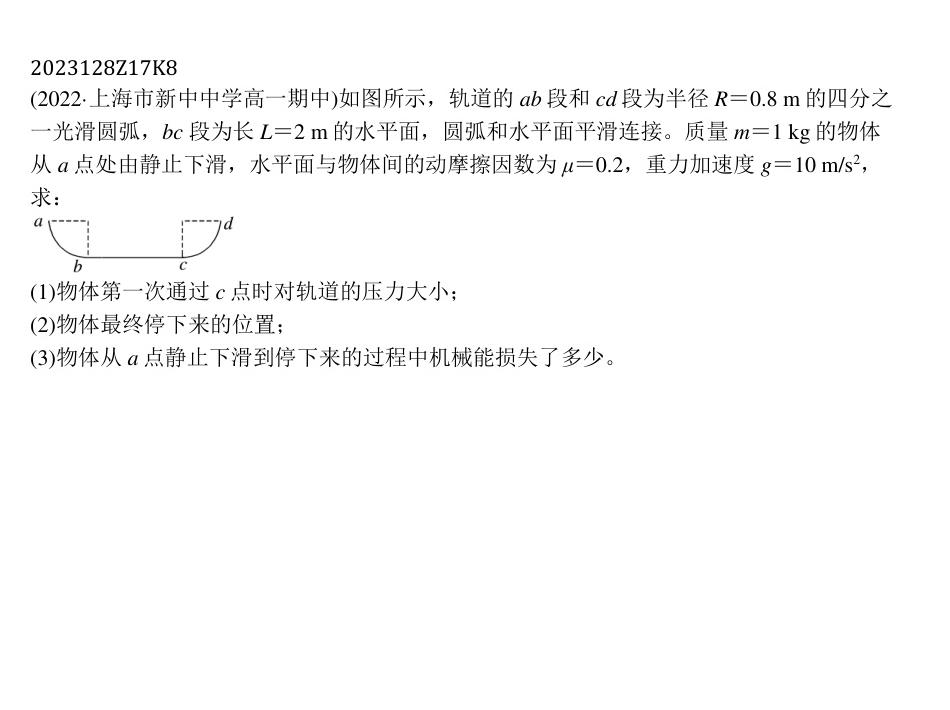 2023128Z17K8
(2022·上海市新中中学高一期中)如图所示，轨道的 ab 段和 cd 段为半径 R＝0.8 m 的四分之
一光滑圆弧，bc 段为长 L＝2 m 的水平面，圆弧和水平面平滑连接。质量 m＝1 kg 的物体
从 a 点处由静止下滑，水平面与物体间的动摩擦因数为 μ＝0.2，重力加速度 g＝10 m/s²，
求：
a d
b c
(1)物体第一次通过 c 点时对轨道的压力大小；
(2)物体最终停下来的位置；
(3)物体从 a 点静止下滑到停下来的过程中机械能损失了多少。